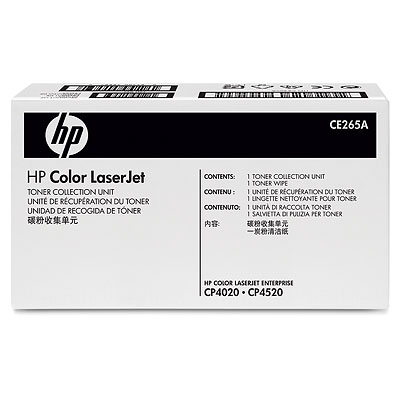 hp
CE265A
HP Color LaserJet
TONER COLLECTION UNIT
UNITÉ DE RÉCUPÉRATION DU TONER
UNIDAD DE RECOGIDA DE TÓNER
碳粉收集单元
CONTENTS: 1 TONER COLLECTION UNIT
1 TONER WIPE
CONTENU: 1 UNITÉ DE RÉCUPÉRATION DU TONER
1 LINGETTE NETTOYANTE POUR TONER
CONTENUTO: 1 UNITÀ DI RACCOLTA TONER
1 SALVIETTA DI PULIZIA PER TONER
内容: 碳粉收集单元
一炭粉清洁纸
HP COLOR LASERJET ENTERPRISE
CP4020 • CP4520